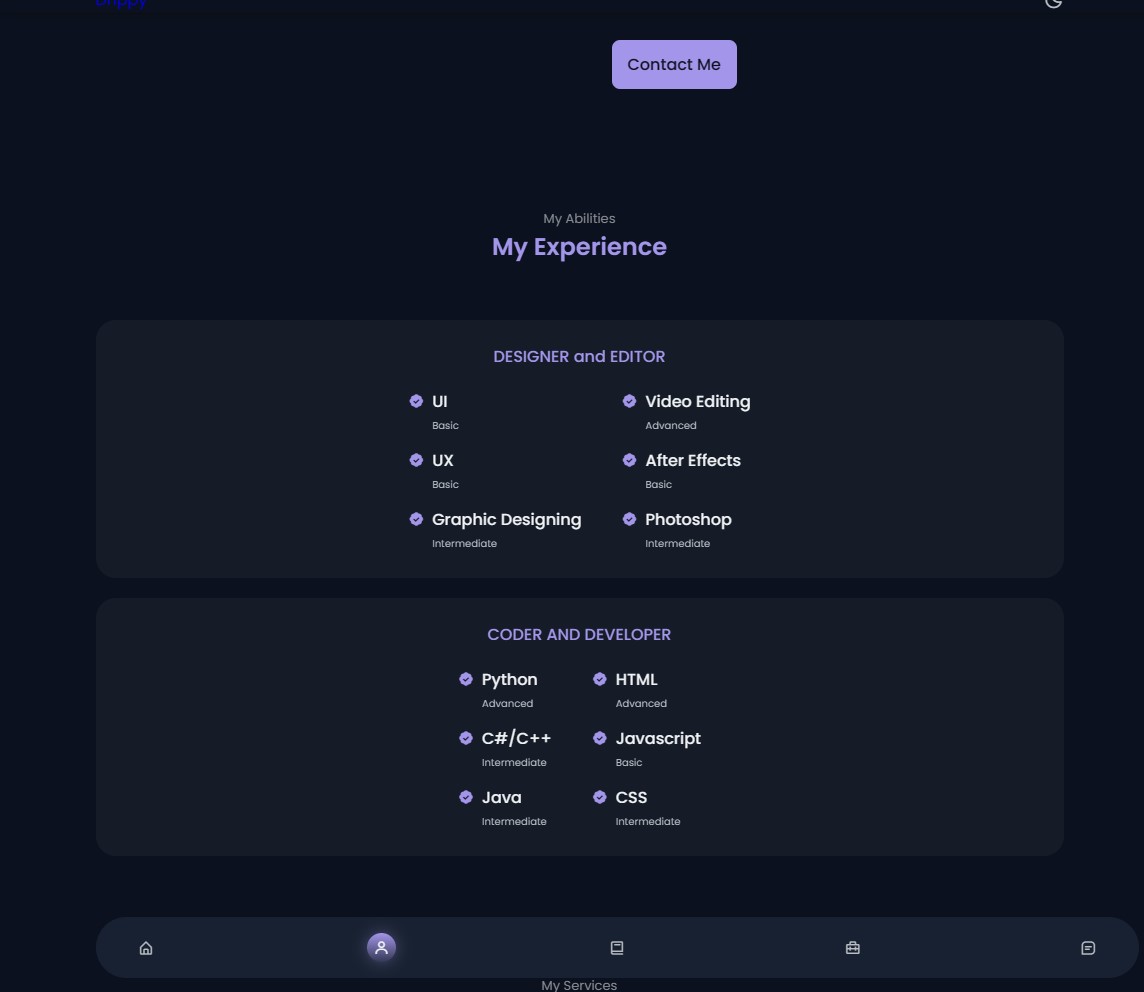 Drippy
Contact Me
My Abilities
My Experience
DESIGNER and EDITOR
UI
Basic
Video Editing
Advanced
UX
Basic
After Effects
Basic
Graphic Designing
Intermediate
Photoshop
Intermediate
CODER AND DEVELOPER
Python
Advanced
HTML
Advanced
C#/C++
Intermediate
Javascript
Basic
Java
Intermediate
CSS
Intermediate
My Services